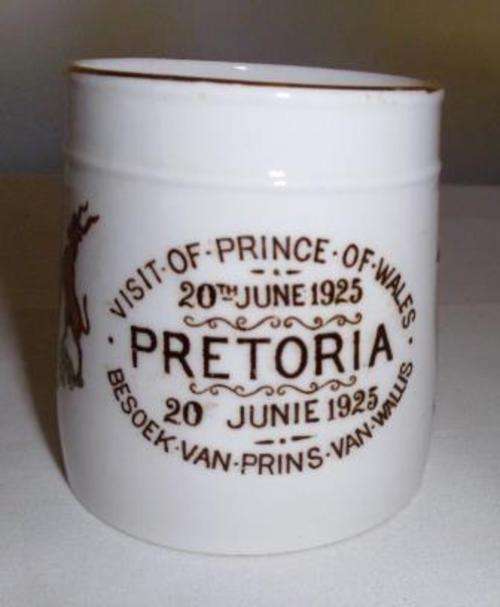 VISIT·OF·PRINCE·OF·WALES
20TH JUNE 1925
PRETORIA
20 JUNIE 1925
BESOEK·VAN·PRINS·VAN·WALLIS